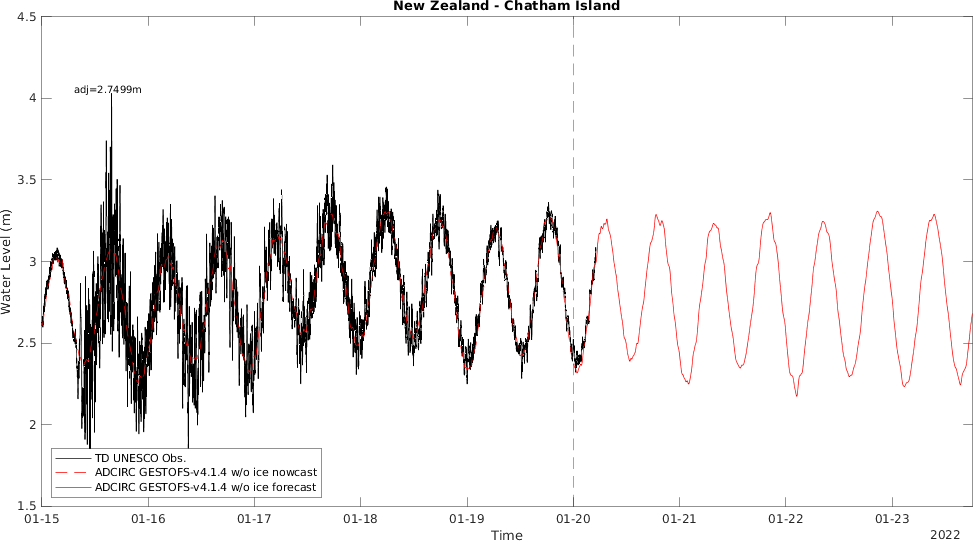 New Zealand - Chatham Island
4.5
4
3.5
3
2.5
2
1.5
Water Level (m)
adj=2.7499m
TD UNESCO Obs.
ADCIRC GESTOFS-v4.1.4 w/o ice nowcast
ADCIRC GESTOFS-v4.1.4 w/o ice forecast
01-15 01-16 01-17 01-18 01-19 01-20 01-21 01-22 01-23
Time
2022